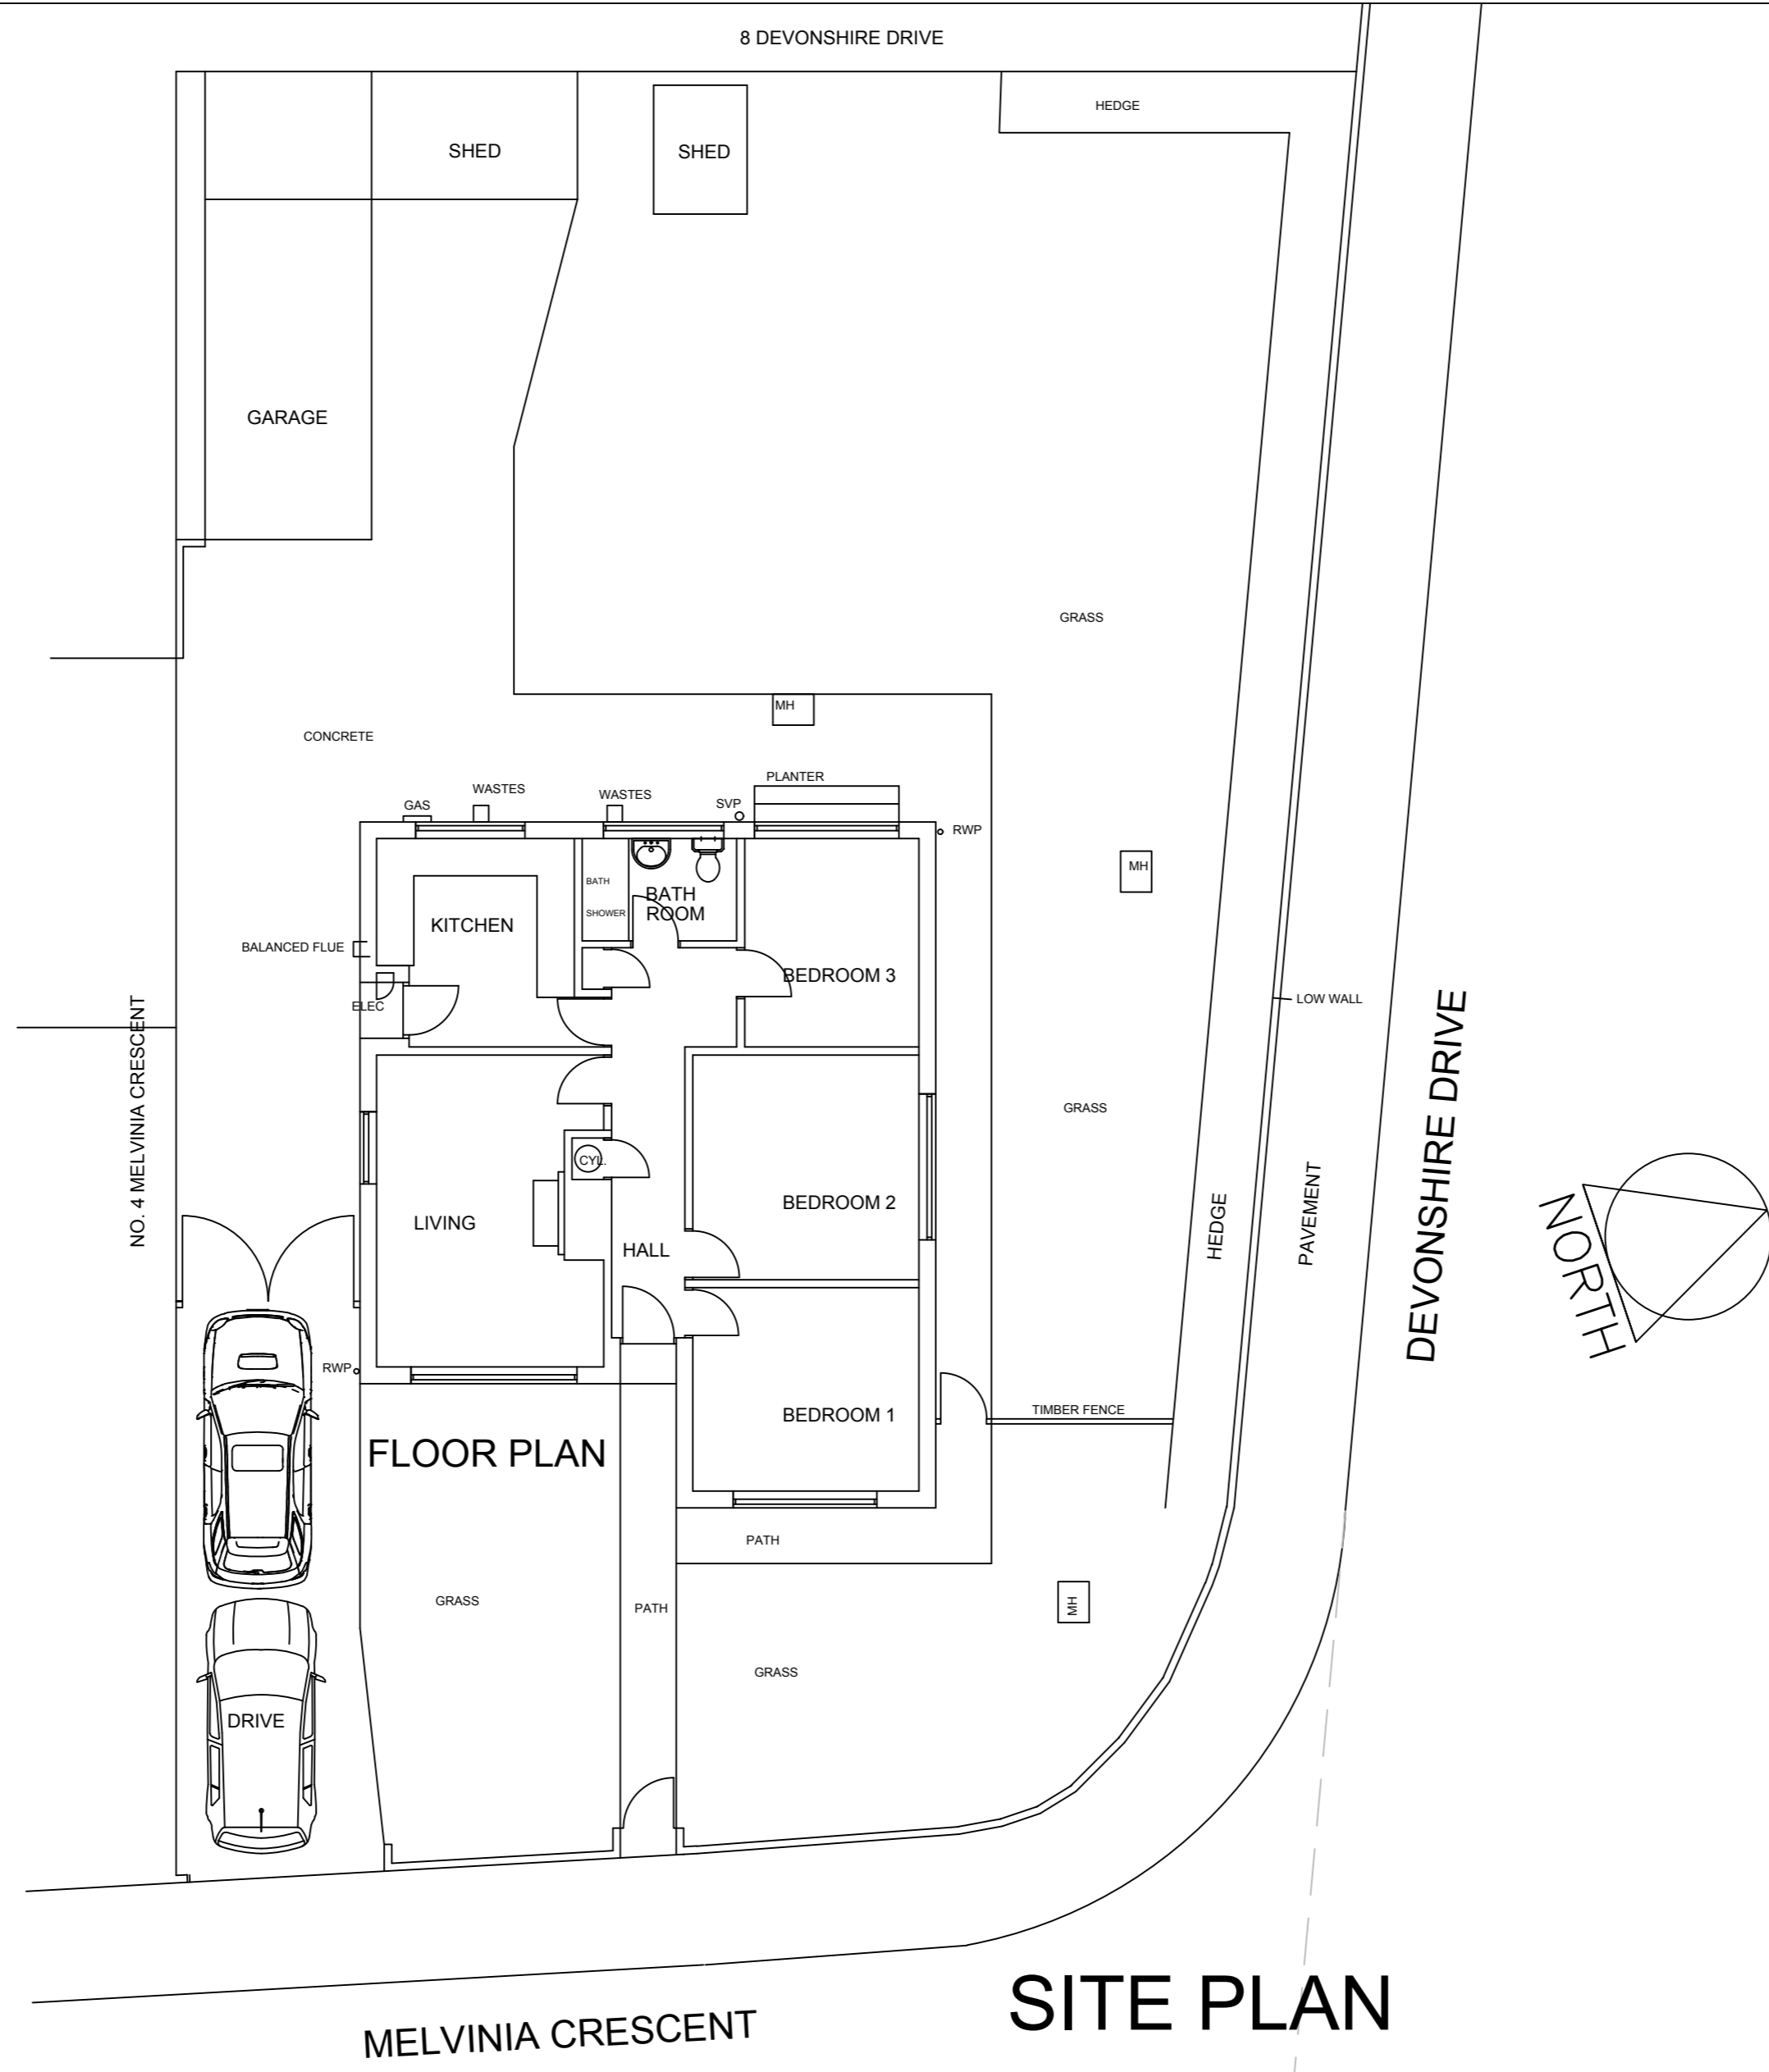 8 DEVONSHIRE DRIVE
HEDGE
SHED
SHED
GARAGE
GRASS
MH
CONCRETE
PLANTER
WASTES
WASTES
GAS
SVP
RWP
MH
BATH
SHOWER
BATH
ROOM
KITCHEN
BALANCED FLUE
BEDROOM 3
ELEC
LOW WALL
NO. 4 MELVINIA CRESCENT
GRASS
CYL.
LIVING
BEDROOM 2
HALL
HEDGE
PAVEMENT
DEVONSHIRE DRIVE
NORTH
RWP
BEDROOM 1
TIMBER FENCE
FLOOR PLAN
PATH
GRASS
PATH
MH
GRASS
DRIVE
SITE PLAN
MELVINIA CRESCENT